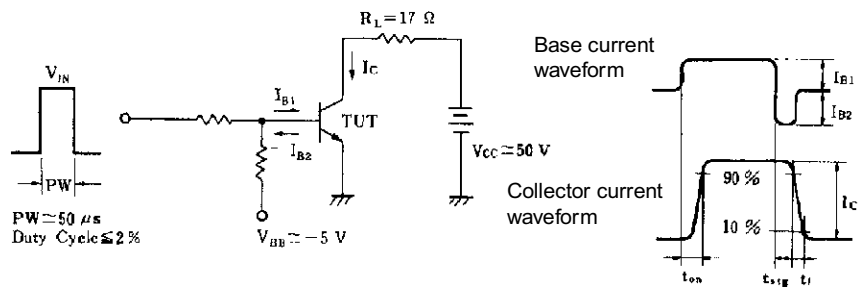 R_L = 17 Ω
V_IN
I_C
I_B1
TUT
I_B2
V_CC ≃ 50 V
PW
PW ≃ 50 μs
Duty Cycle ≦ 2 %
V_BB ≃ −5 V
Base current
waveform
I_B1
I_B2
Collector current
waveform
90 %
10 %
I_C
t_on
t_stg
t_f